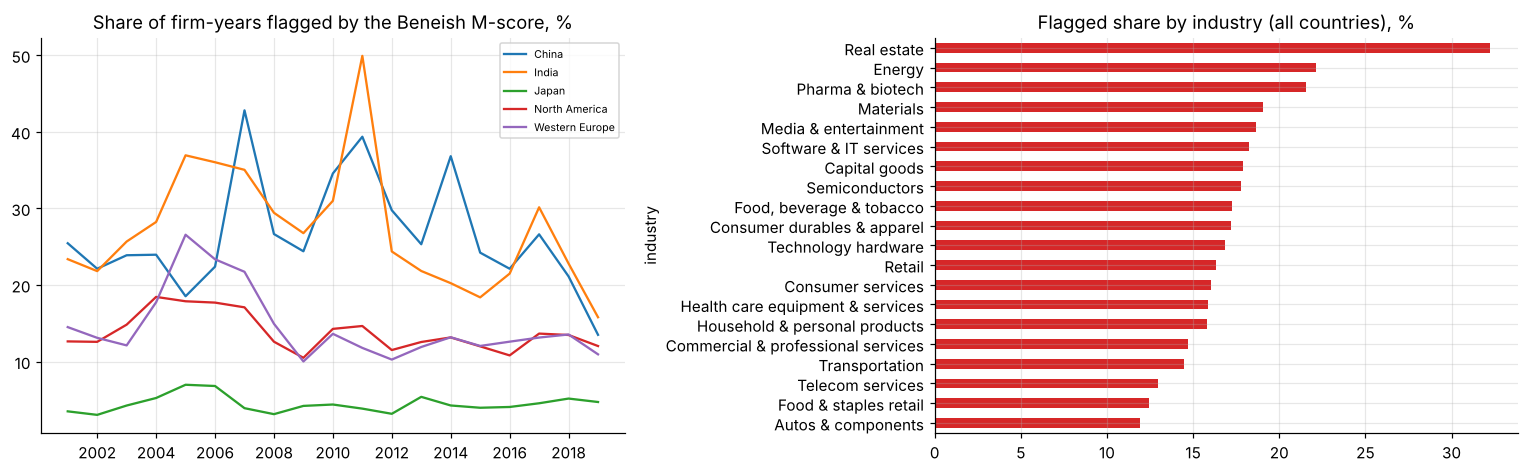 Share of firm-years flagged by the Beneish M-score, %
China
India
Japan
North America
Western Europe
50
40
30
20
10
2002 2004 2006 2008 2010 2012 2014 2016 2018
Flagged share by industry (all countries), %
industry
Real estate
Energy
Pharma & biotech
Materials
Media & entertainment
Software & IT services
Capital goods
Semiconductors
Food, beverage & tobacco
Consumer durables & apparel
Technology hardware
Retail
Consumer services
Health care equipment & services
Household & personal products
Commercial & professional services
Transportation
Telecom services
Food & staples retail
Autos & components
0 5 10 15 20 25 30